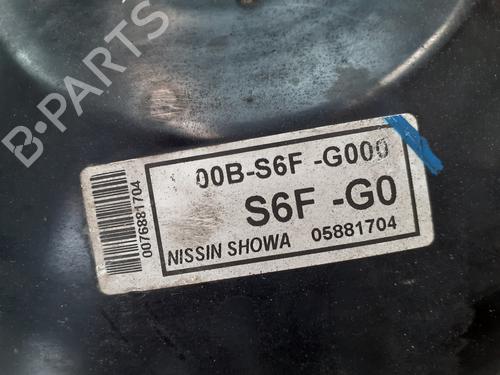 B-PARTS
00B-S6F -G000
S6F -G0
NISSIN SHOWA 05881704
0076881704